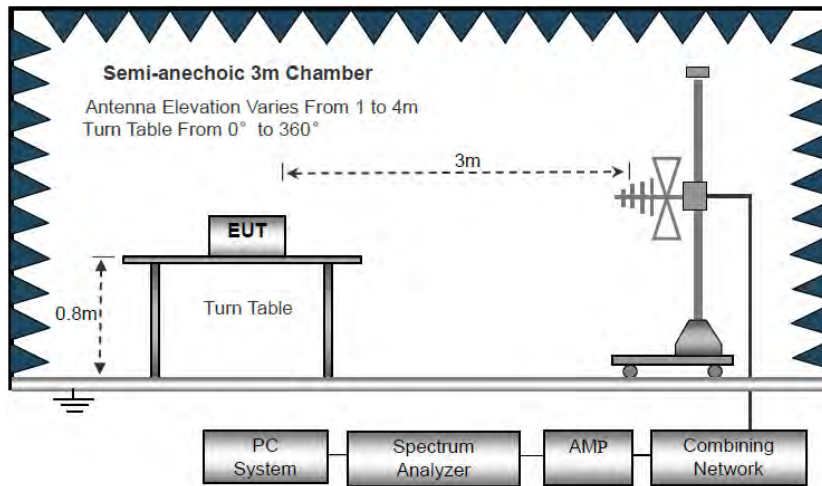 Semi-anechoic 3m Chamber
Antenna Elevation Varies From 1 to 4m
Turn Table From 0° to 360°
3m
EUT
0.8m
Turn Table
PC
System
Spectrum
Analyzer
AMP
Combining
Network